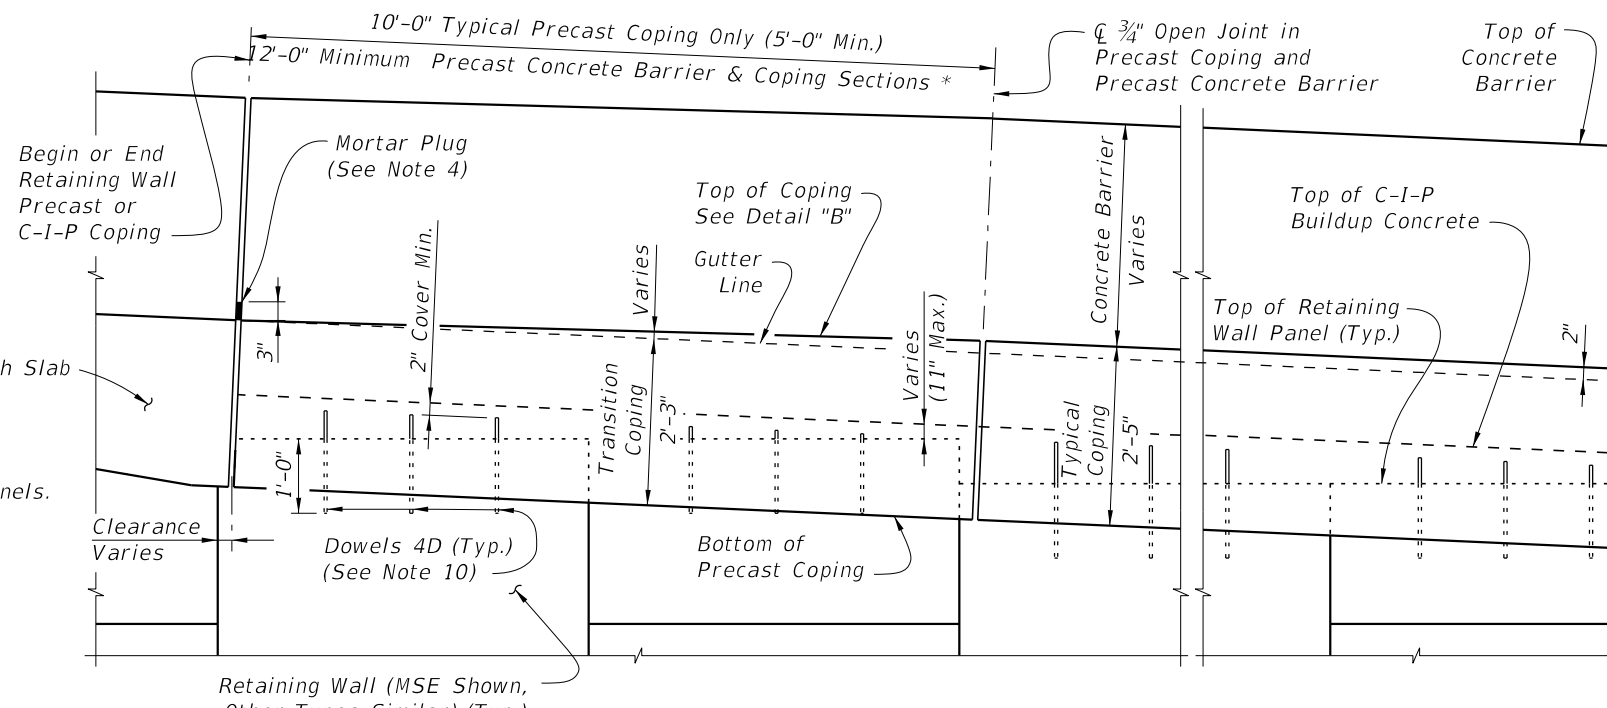 10'-0" Typical Precast Coping Only (5'-0" Min.)
12'-0" Minimum Precast Concrete Barrier & Coping Sections *
℄ ¾" Open Joint in
Precast Coping and
Precast Concrete Barrier
Top of
Concrete
Barrier
Begin or End
Retaining Wall
Precast or
C-I-P Coping
Mortar Plug
(See Note 4)
Top of Coping
See Detail "B"
Gutter
Line
2" Cover Min.
Varies
Varies
(11" Max.)
Concrete Barrier
Varies
Top of C-I-P
Buildup Concrete
Top of Retaining
Wall Panel (Typ.)
2"
3"
h Slab
Transition
Coping
2'-3"
Typical
Coping
2'-5"
1'-0"
nels.
Clearance
Varies
Dowels 4D (Typ.)
(See Note 10)
Bottom of
Precast Coping
Retaining Wall (MSE Shown,
Other Types Similar) (Typ.)